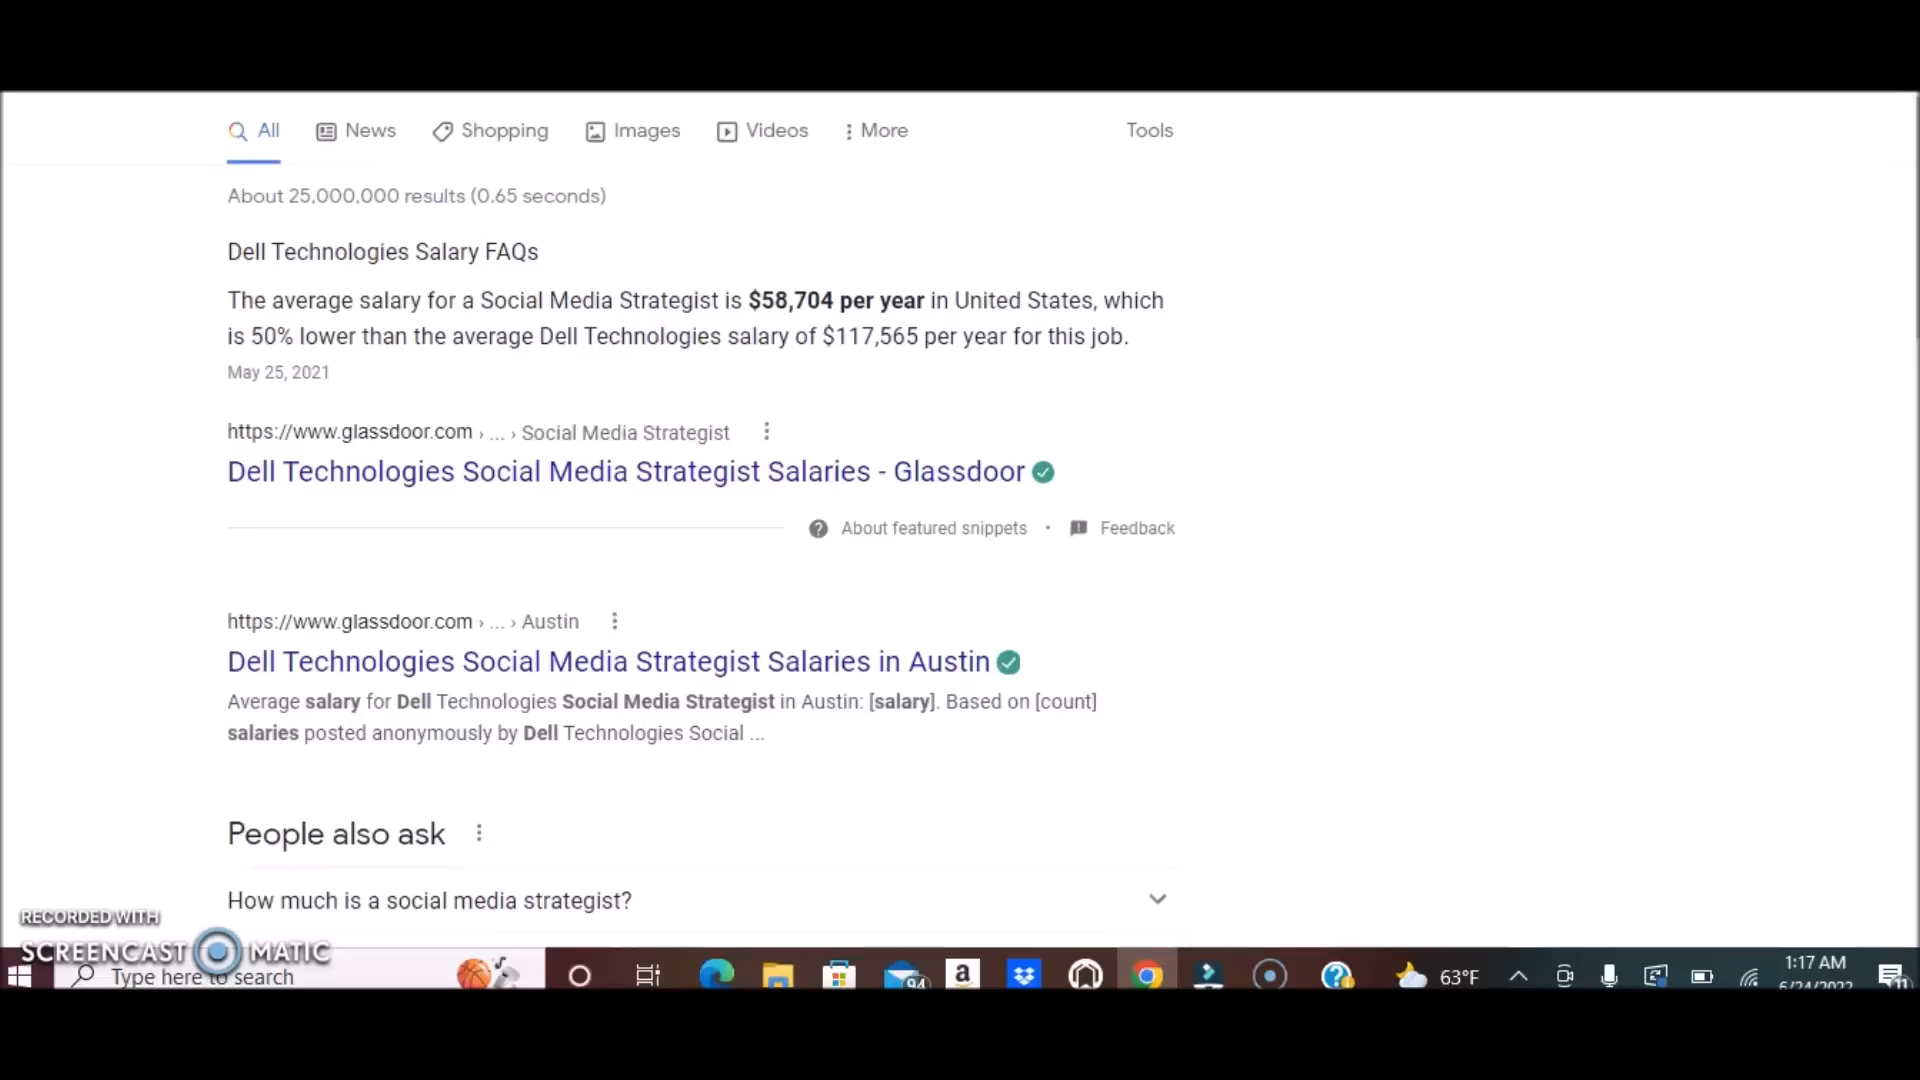 All News Shopping Images Videos More Tools
About 25,000,000 results (0.65 seconds)
Dell Technologies Salary FAQs
The average salary for a Social Media Strategist is $58,704 per year in United States, which
is 50% lower than the average Dell Technologies salary of $117,565 per year for this job.
May 25, 2021
https://www.glassdoor.com › ... › Social Media Strategist
Dell Technologies Social Media Strategist Salaries - Glassdoor
About featured snippets • Feedback
https://www.glassdoor.com › ... › Austin
Dell Technologies Social Media Strategist Salaries in Austin
Average salary for Dell Technologies Social Media Strategist in Austin: [salary]. Based on [count]
salaries posted anonymously by Dell Technologies Social ...
People also ask
How much is a social media strategist?
RECORDED WITH
SCREENCAST MATIC
Type here to search
94
a
63°F
1:17 AM
6/24/2022
11